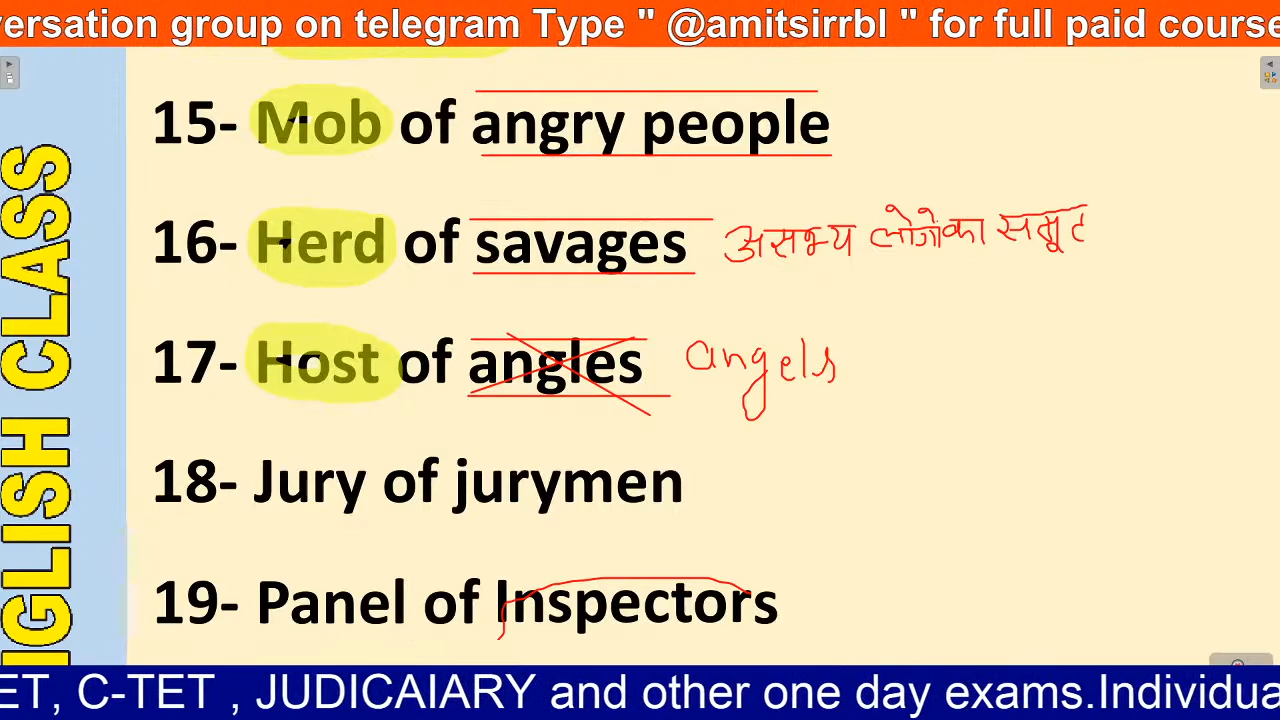 ersation group on telegram Type " @amitsirrbl " for full paid course
15- Mob of angry people
16- Herd of savages असभ्य लोगों का समूह
17- Host of angles angels
18- Jury of jurymen
19- Panel of Inspectors
NGLISH CLASS
ET, C-TET , JUDICAIARY and other one day exams.Individua